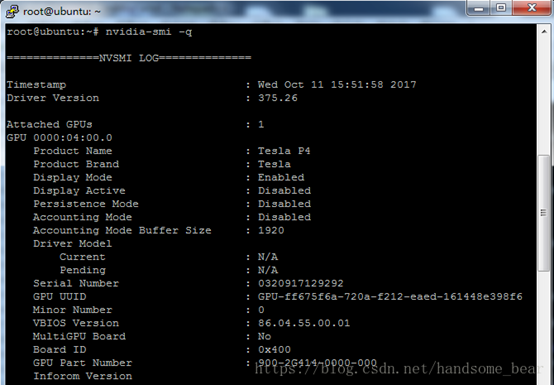 root@ubuntu: ~
root@ubuntu:~# nvidia-smi -q
==============NVSMI LOG==============
Timestamp : Wed Oct 11 15:51:58 2017
Driver Version : 375.26
Attached GPUs : 1
GPU 0000:04:00.0
Product Name : Tesla P4
Product Brand : Tesla
Display Mode : Enabled
Display Active : Disabled
Persistence Mode : Disabled
Accounting Mode : Disabled
Accounting Mode Buffer Size : 1920
Driver Model
Current : N/A
Pending : N/A
Serial Number : 0320917129292
GPU UUID : GPU-ff675f6a-720a-f212-eaed-161448e398f6
Minor Number : 0
VBIOS Version : 86.04.55.00.01
MultiGPU Board : No
Board ID : 0x400
GPU Part Number : 900-2G414-0000-000
Inforom Version
https://blog.csdn.net/handsome_bear